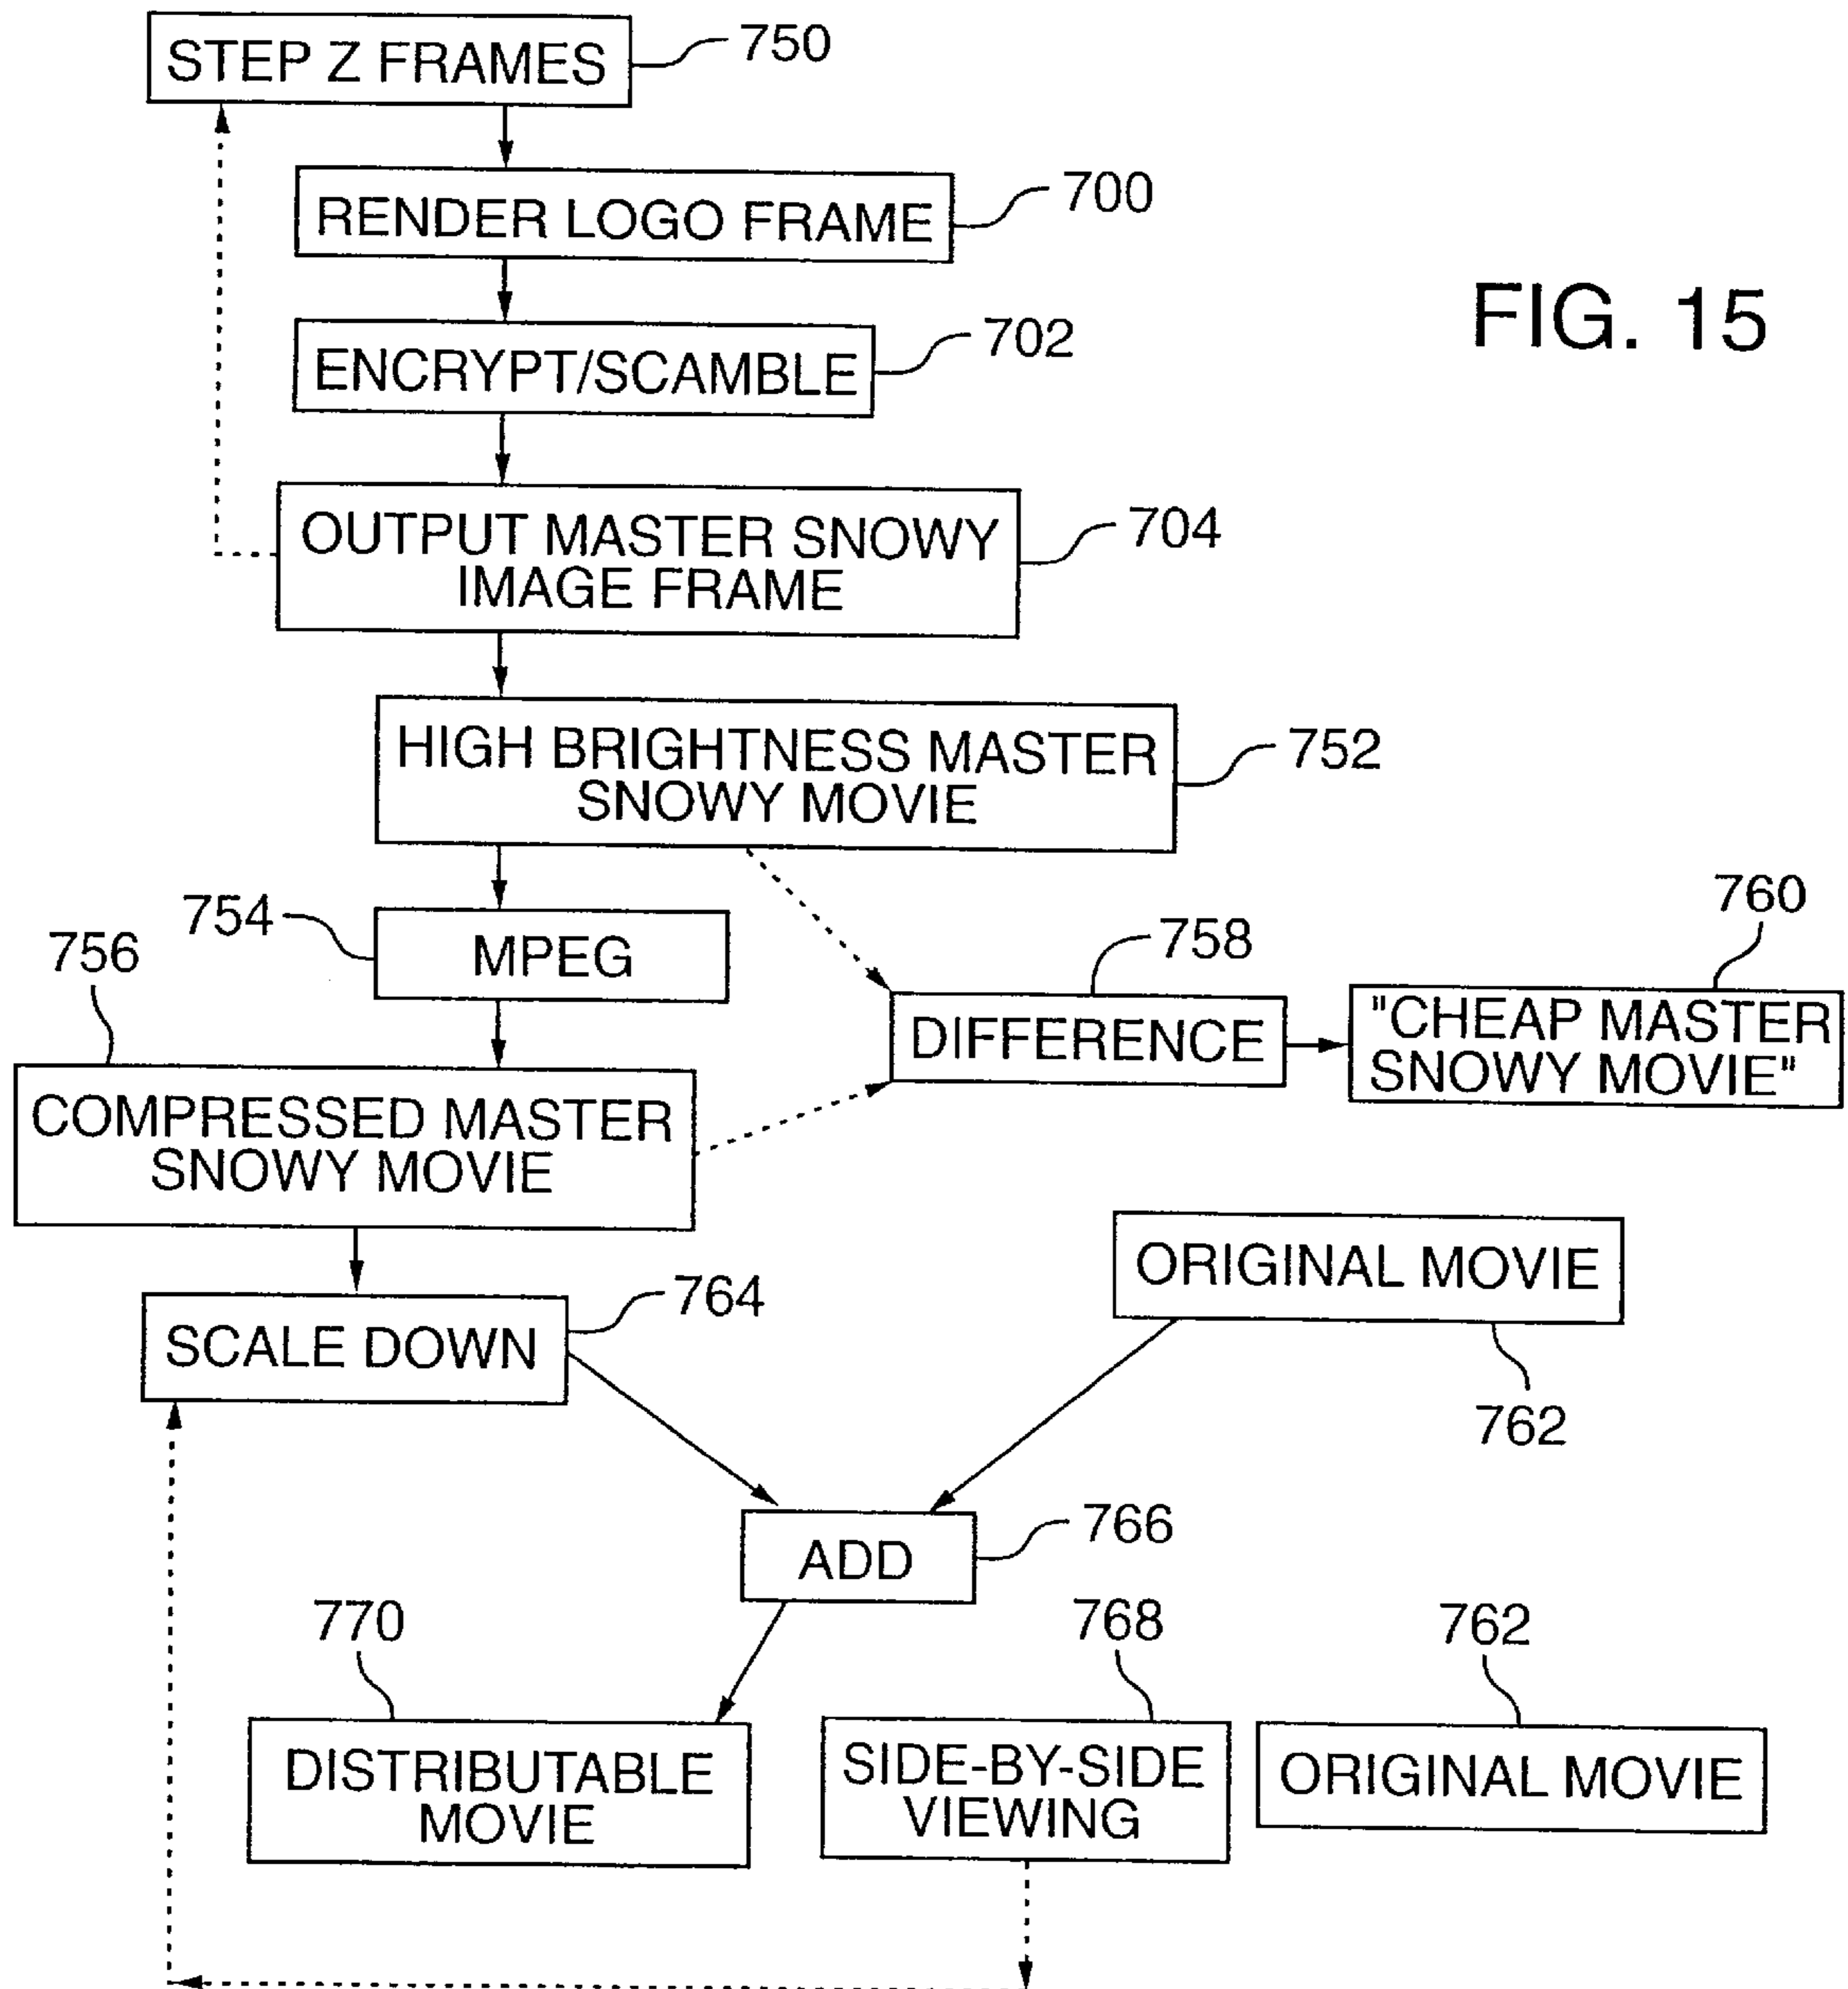 STEP Z FRAMES
750
RENDER LOGO FRAME
700
FIG. 15
ENCRYPT/SCAMBLE
702
OUTPUT MASTER SNOWY
IMAGE FRAME
704
HIGH BRIGHTNESS MASTER
SNOWY MOVIE
752
754
MPEG
756
758
760
DIFFERENCE
"CHEAP MASTER
SNOWY MOVIE"
COMPRESSED MASTER
SNOWY MOVIE
ORIGINAL MOVIE
762
SCALE DOWN
764
ADD
766
770
768
762
DISTRIBUTABLE
MOVIE
SIDE-BY-SIDE
VIEWING
ORIGINAL MOVIE